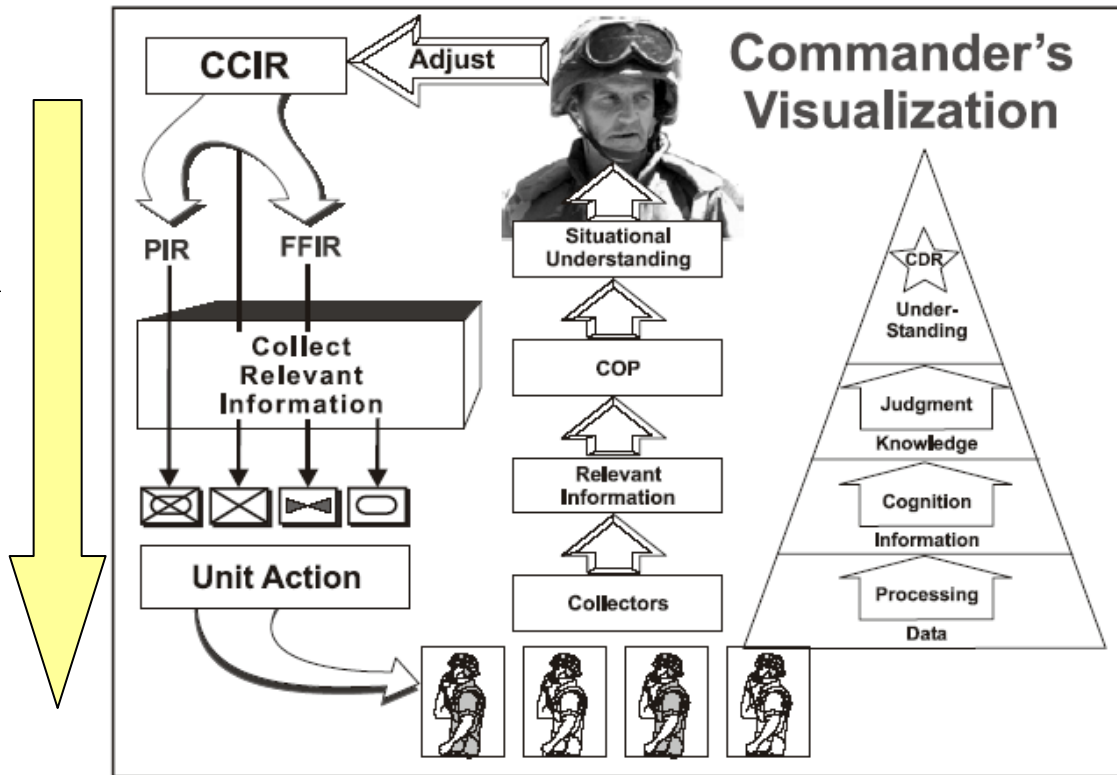 Commander's
Visualization
CCIR
Adjust
PIR
FFIR
Collect
Relevant
Information
Unit Action
Situational
Understanding
COP
Relevant
Information
Collectors
CDR
Under-
Standing
Judgment
Knowledge
Cognition
Information
Processing
Data